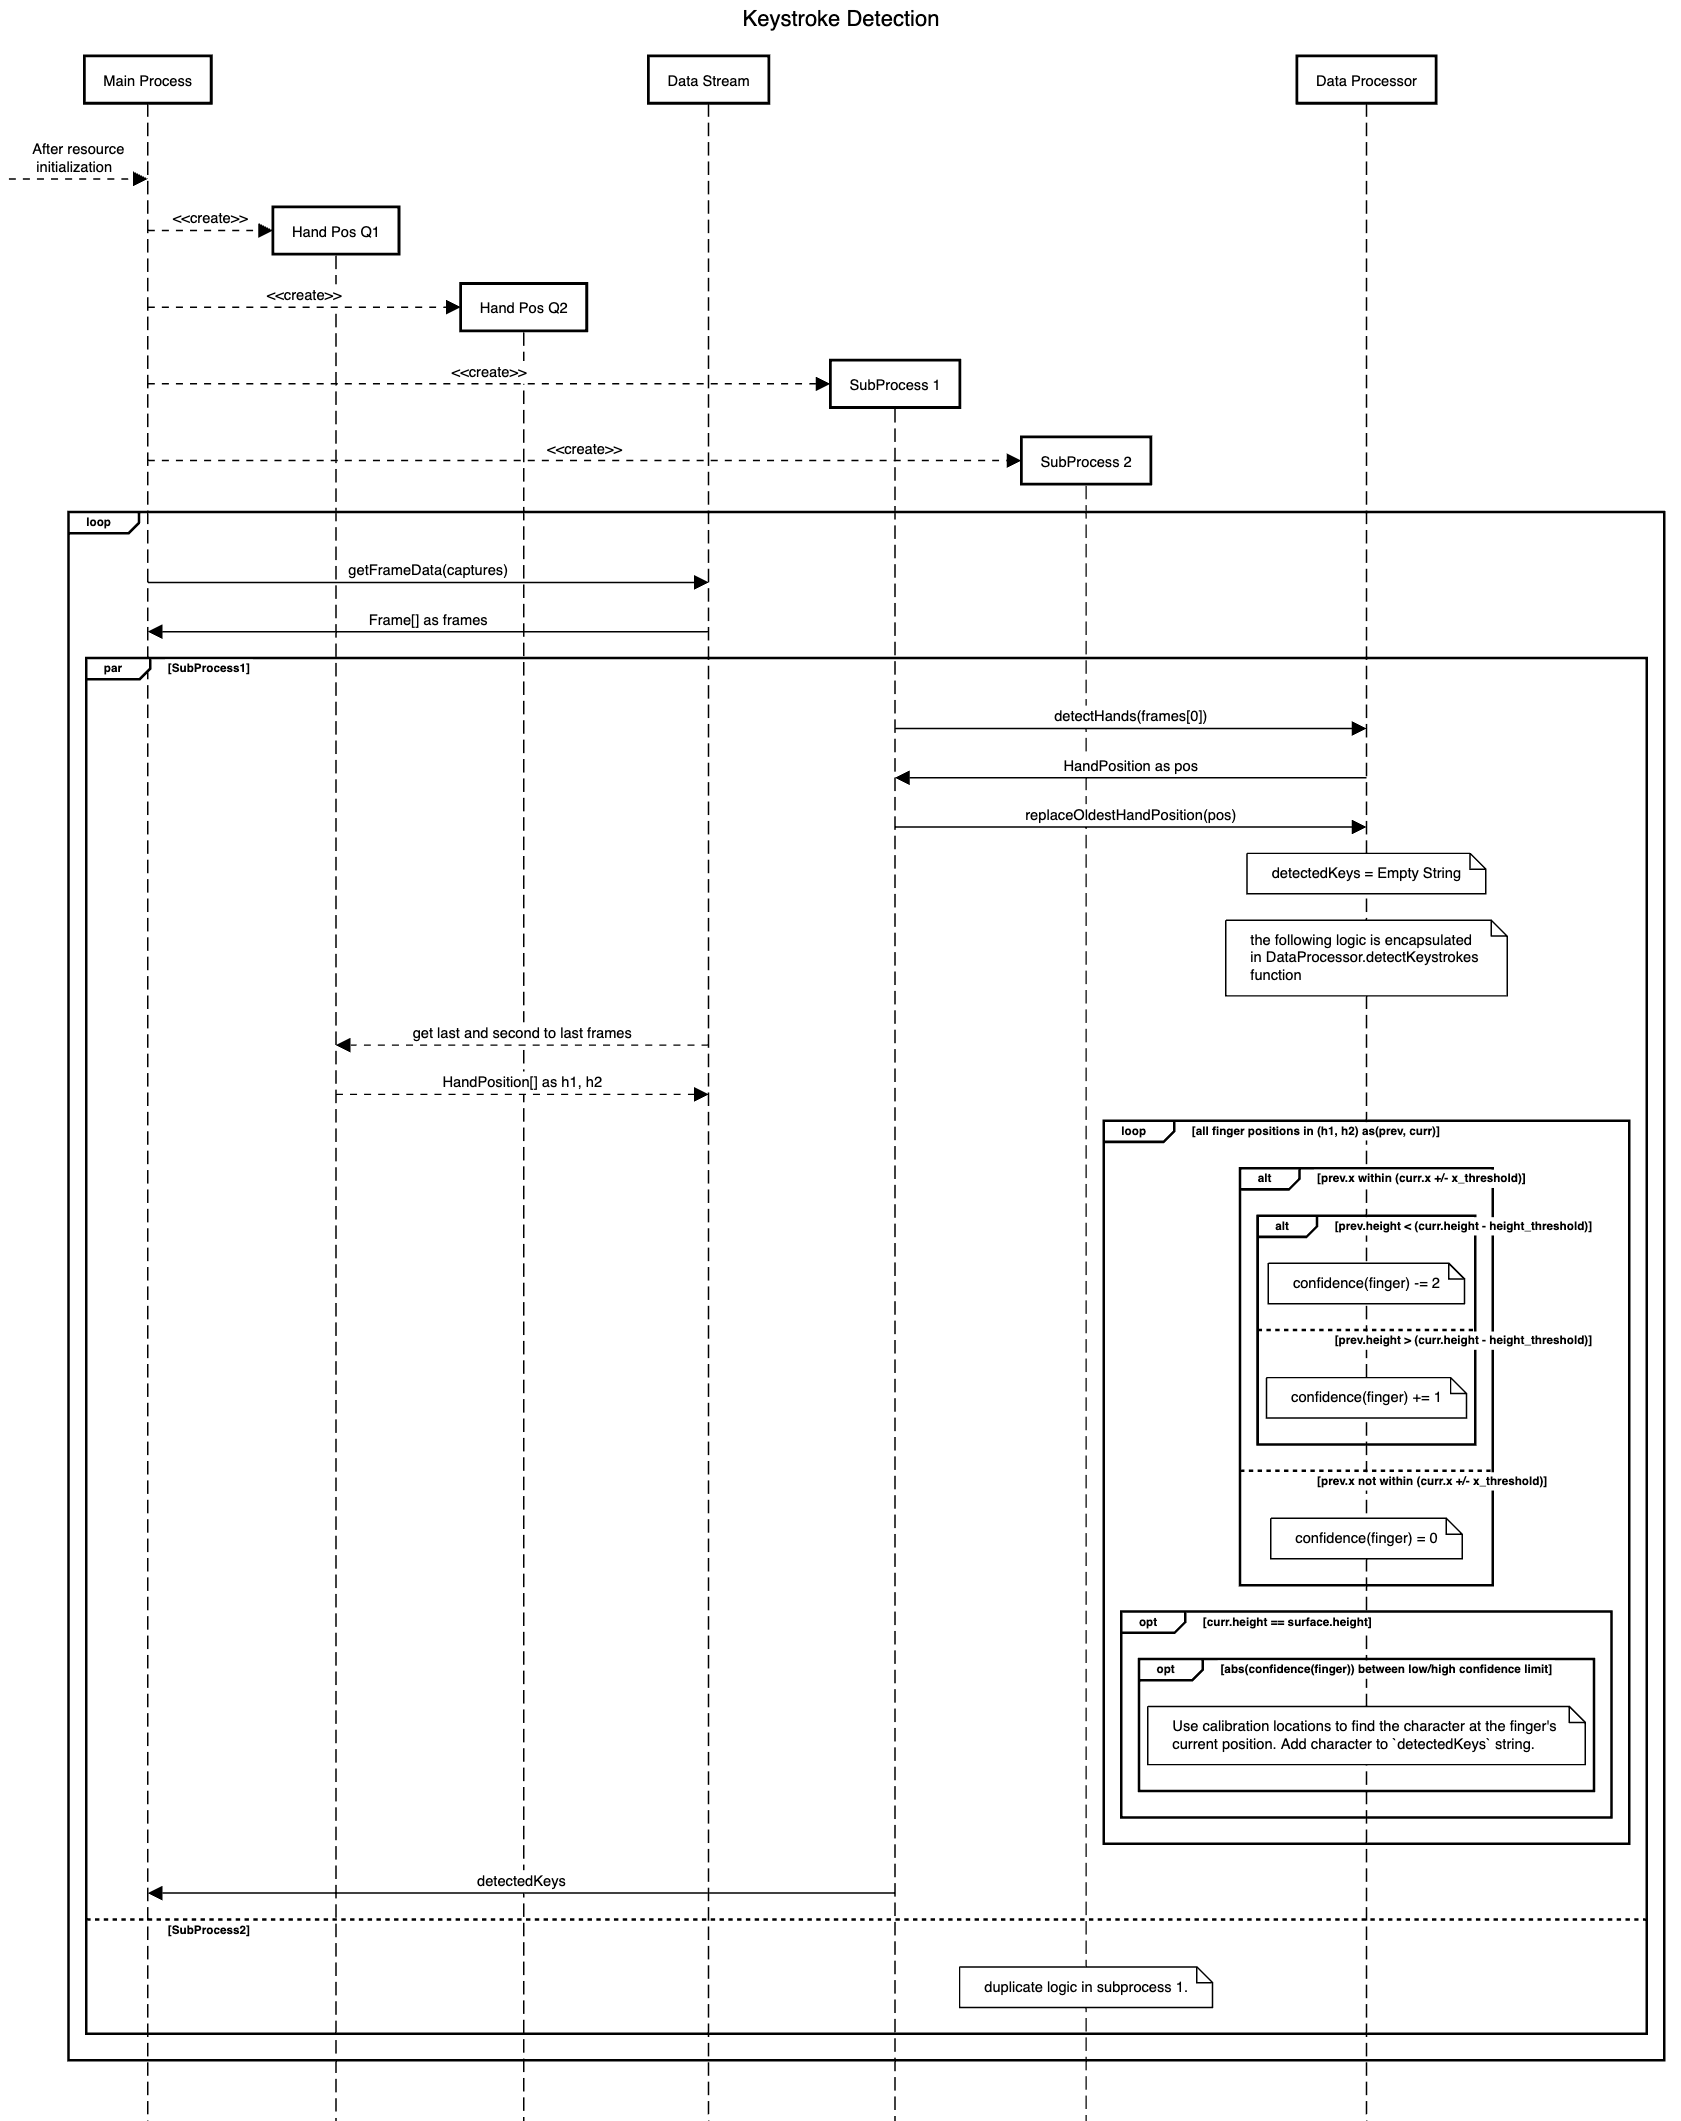 Keystroke Detection
Main Process
Data Stream
Data Processor
After resource
initialization
<<create>>
Hand Pos Q1
<<create>>
Hand Pos Q2
<<create>>
SubProcess 1
<<create>>
SubProcess 2
loop
getFrameData(captures)
Frame[] as frames
par
[SubProcess1]
detectHands(frames[0])
HandPosition as pos
replaceOldestHandPosition(pos)
detectedKeys = Empty String
the following logic is encapsulated
in DataProcessor.detectKeystrokes
function
get last and second to last frames
HandPosition[] as h1, h2
loop
[all finger positions in (h1, h2) as(prev, curr)]
alt
[prev.x within (curr.x +/- x_threshold)]
alt
[prev.height < (curr.height - height_threshold)]
confidence(finger) -= 2
[prev.height > (curr.height - height_threshold)]
confidence(finger) += 1
[prev.x not within (curr.x +/- x_threshold)]
confidence(finger) = 0
opt
[curr.height == surface.height]
opt
[abs(confidence(finger)) between low/high confidence limit]
Use calibration locations to find the character at the finger's
current position. Add character to `detectedKeys` string.
detectedKeys
[SubProcess2]
duplicate logic in subprocess 1.